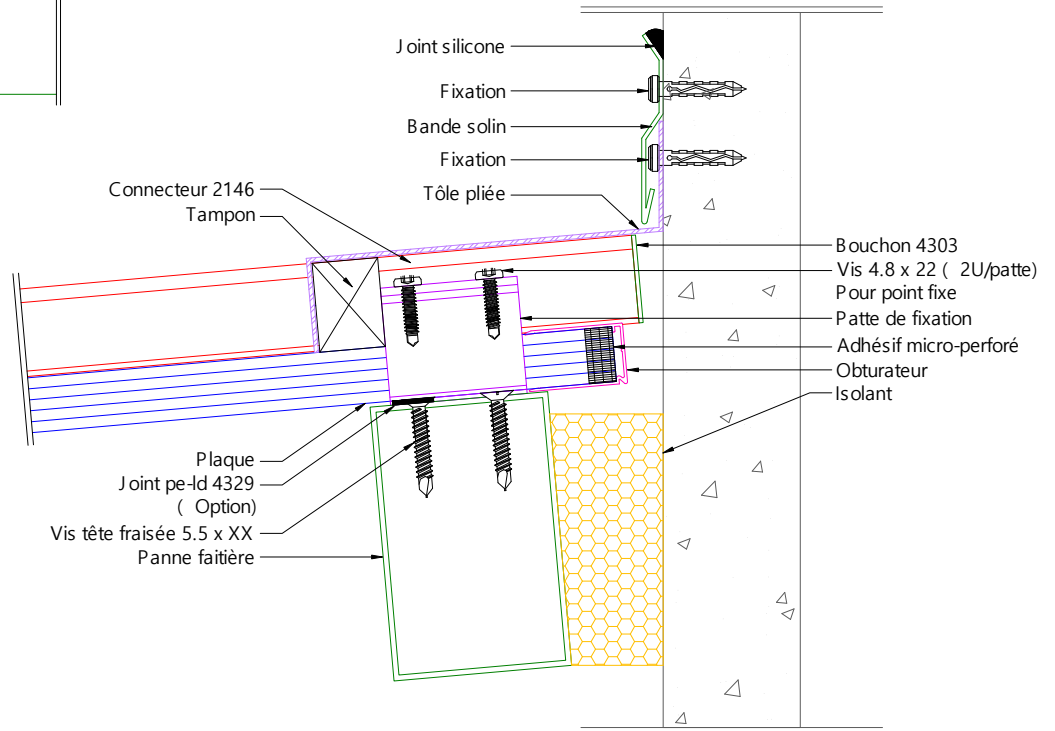 Joint silicone
Fixation
Bande solin
Fixation
Connecteur 2146
Tampon
Tôle pliée
Bouchon 4303
Vis 4.8 x 22 ( 2U/patte)
Pour point fixe
Patte de fixation
Adhésif micro-perforé
Obturateur
Isolant
Plaque
Joint pe-ld 4329
( Option)
Vis tête fraisée 5.5 x XX
Panne faitière